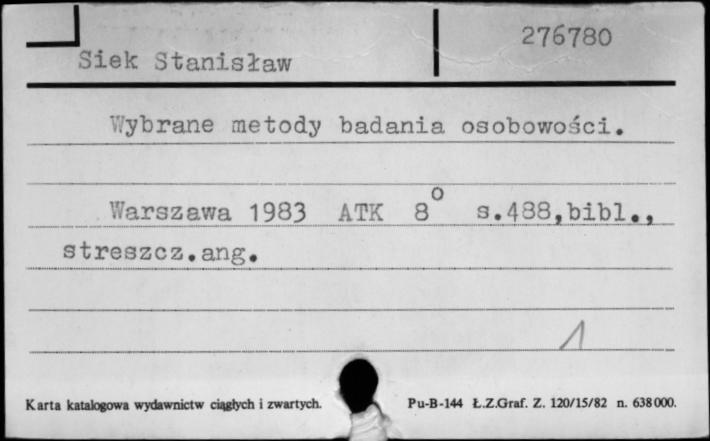 276780
Siek Stanisław
Wybrane metody badania osobowości.
Warszawa 1983 ATK 8° s.488,bibl.,
streszcz.ang.
1
Karta katalogowa wydawnictw ciągłych i zwartych. Pu-B-144 Ł.Z.Graf. Z. 120/15/82 n. 638000.